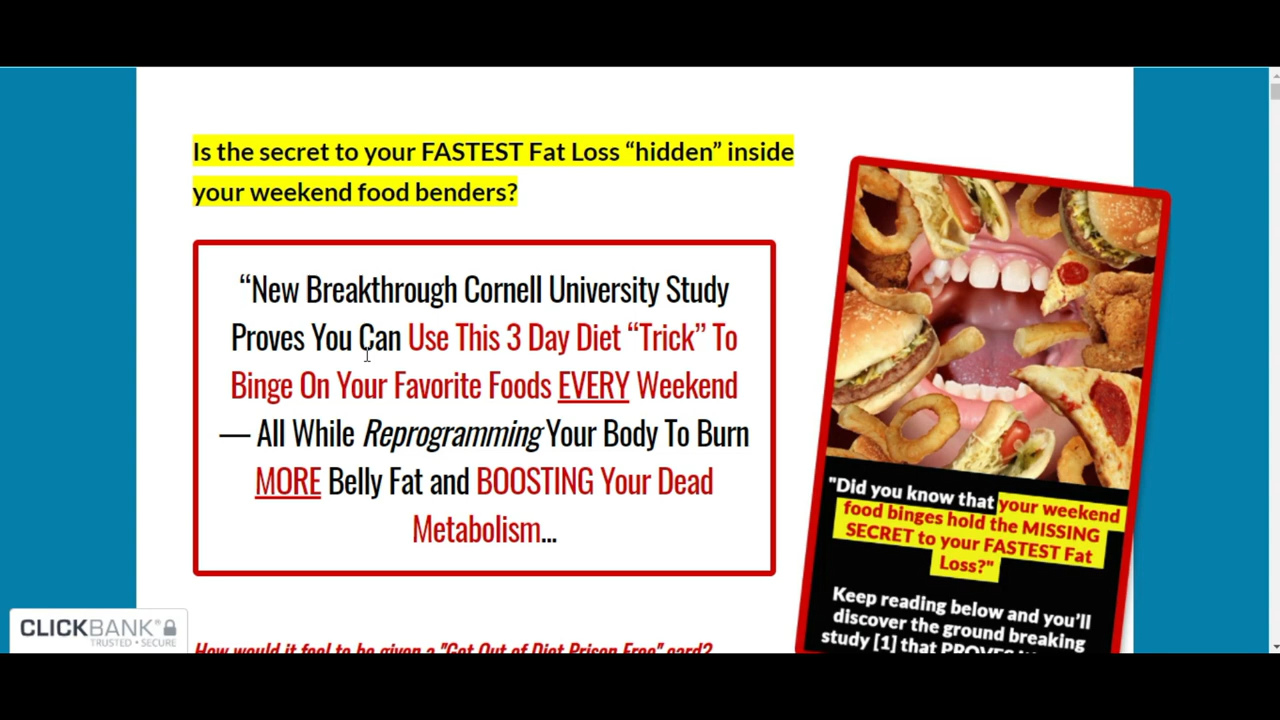 Is the secret to your FASTEST Fat Loss “hidden” inside
your weekend food benders?
“New Breakthrough Cornell University Study
Proves You Can Use This 3 Day Diet “Trick” To
Binge On Your Favorite Foods EVERY Weekend
— All While Reprogramming Your Body To Burn
MORE Belly Fat and BOOSTING Your Dead
Metabolism...
"Did you know that your weekend
food binges hold the MISSING
SECRET to your FASTEST Fat
Loss?"
Keep reading below and you’ll
discover the ground breaking
study [1] that PROVES
CLICKBANK®
TRUSTED • SECURE
How would it feel to be given a "Get Out of Diet Prison Free" card?